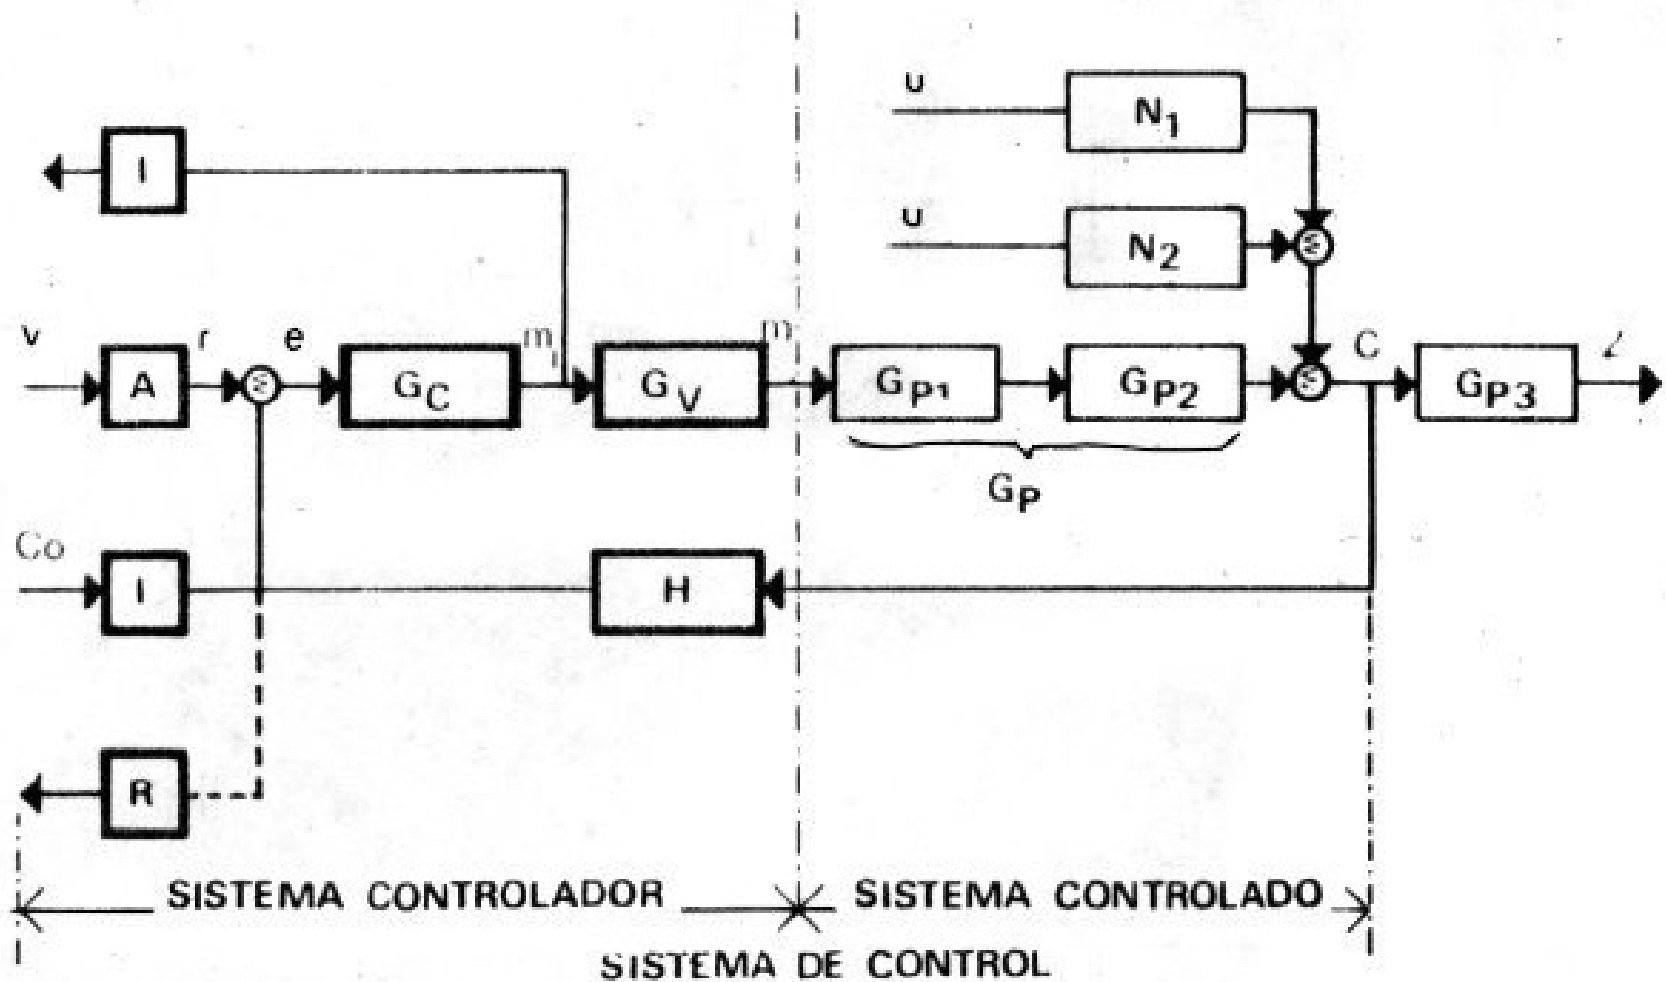 U
N1
I
U
N2
v
A
r
Σ
e
GC
m1
GV
m
GP1
GP2
Σ
C
GP3
GP
Co
I
H
R
SISTEMA CONTROLADOR
SISTEMA CONTROLADO
SISTEMA DE CONTROL